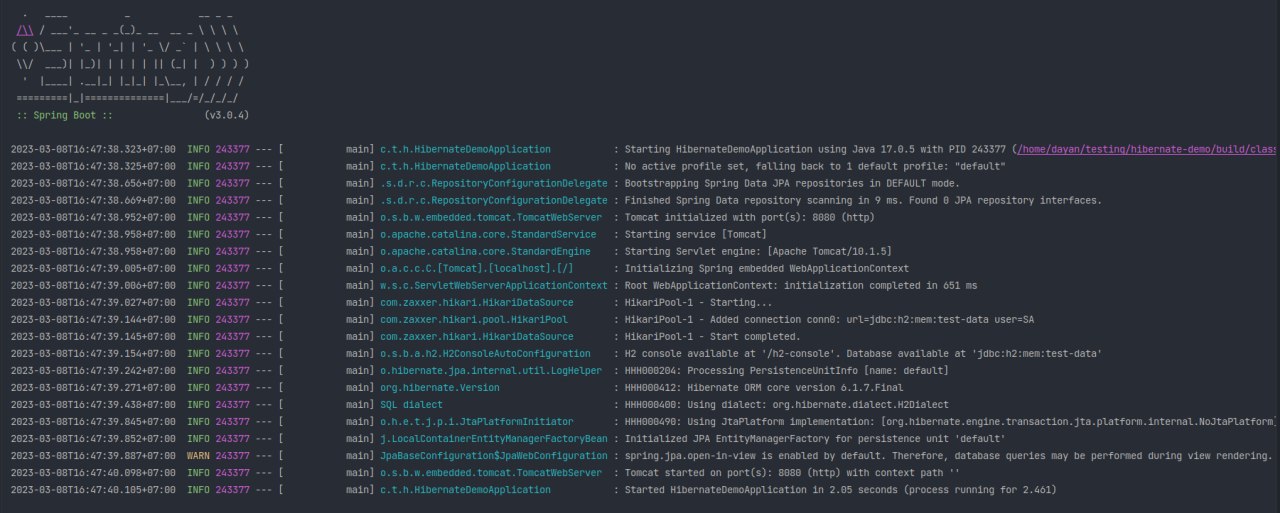 .   ____          _            __ _ _
 /\\ / ___'_ __ _ _(_)_ __  __ _ \ \ \ \
( ( )\___ | '_ | '_| | '_ \/ _` | \ \ \ \
 \\/  ___)| |_)| | | | | || (_| |  ) ) ) )
  '  |____| .__|_| |_|_| |_\__, | / / / /
 =========|_|==============|___/=/_/_/_/
 :: Spring Boot ::                (v3.0.4)
2023-03-08T16:47:38.323+07:00  INFO 243377 --- [           main] c.t.h.HibernateDemoApplication           : Starting HibernateDemoApplication using Java 17.0.5 with PID 243377 (/home/dayan/testing/hibernate-demo/build/class
2023-03-08T16:47:38.325+07:00  INFO 243377 --- [           main] c.t.h.HibernateDemoApplication           : No active profile set, falling back to 1 default profile: "default"
2023-03-08T16:47:38.656+07:00  INFO 243377 --- [           main] .s.d.r.c.RepositoryConfigurationDelegate : Bootstrapping Spring Data JPA repositories in DEFAULT mode.
2023-03-08T16:47:38.669+07:00  INFO 243377 --- [           main] .s.d.r.c.RepositoryConfigurationDelegate : Finished Spring Data repository scanning in 9 ms. Found 0 JPA repository interfaces.
2023-03-08T16:47:38.952+07:00  INFO 243377 --- [           main] o.s.b.w.embedded.tomcat.TomcatWebServer  : Tomcat initialized with port(s): 8080 (http)
2023-03-08T16:47:38.958+07:00  INFO 243377 --- [           main] o.apache.catalina.core.StandardService   : Starting service [Tomcat]
2023-03-08T16:47:38.958+07:00  INFO 243377 --- [           main] o.apache.catalina.core.StandardEngine    : Starting Servlet engine: [Apache Tomcat/10.1.5]
2023-03-08T16:47:39.005+07:00  INFO 243377 --- [           main] o.a.c.c.C.[Tomcat].[localhost].[/]       : Initializing Spring embedded WebApplicationContext
2023-03-08T16:47:39.006+07:00  INFO 243377 --- [           main] w.s.c.ServletWebServerApplicationContext : Root WebApplicationContext: initialization completed in 651 ms
2023-03-08T16:47:39.027+07:00  INFO 243377 --- [           main] com.zaxxer.hikari.HikariDataSource       : HikariPool-1 - Starting...
2023-03-08T16:47:39.144+07:00  INFO 243377 --- [           main] com.zaxxer.hikari.pool.HikariPool        : HikariPool-1 - Added connection conn0: url=jdbc:h2:mem:test-data user=SA
2023-03-08T16:47:39.145+07:00  INFO 243377 --- [           main] com.zaxxer.hikari.HikariDataSource       : HikariPool-1 - Start completed.
2023-03-08T16:47:39.154+07:00  INFO 243377 --- [           main] o.s.b.a.h2.H2ConsoleAutoConfiguration    : H2 console available at '/h2-console'. Database available at 'jdbc:h2:mem:test-data'
2023-03-08T16:47:39.242+07:00  INFO 243377 --- [           main] o.hibernate.jpa.internal.util.LogHelper  : HHH000204: Processing PersistenceUnitInfo [name: default]
2023-03-08T16:47:39.271+07:00  INFO 243377 --- [           main] org.hibernate.Version                    : HHH000412: Hibernate ORM core version 6.1.7.Final
2023-03-08T16:47:39.438+07:00  INFO 243377 --- [           main] SQL dialect                              : HHH000400: Using dialect: org.hibernate.dialect.H2Dialect
2023-03-08T16:47:39.845+07:00  INFO 243377 --- [           main] o.h.e.t.j.p.i.JtaPlatformInitiator       : HHH000490: Using JtaPlatform implementation: [org.hibernate.engine.transaction.jta.platform.internal.NoJtaPlatform]
2023-03-08T16:47:39.852+07:00  INFO 243377 --- [           main] j.LocalContainerEntityManagerFactoryBean : Initialized JPA EntityManagerFactory for persistence unit 'default'
2023-03-08T16:47:39.887+07:00  WARN 243377 --- [           main] JpaBaseConfiguration$JpaWebConfiguration : spring.jpa.open-in-view is enabled by default. Therefore, database queries may be performed during view rendering.
2023-03-08T16:47:40.098+07:00  INFO 243377 --- [           main] o.s.b.w.embedded.tomcat.TomcatWebServer  : Tomcat started on port(s): 8080 (http) with context path ''
2023-03-08T16:47:40.105+07:00  INFO 243377 --- [           main] c.t.h.HibernateDemoApplication           : Started HibernateDemoApplication in 2.05 seconds (process running for 2.461)